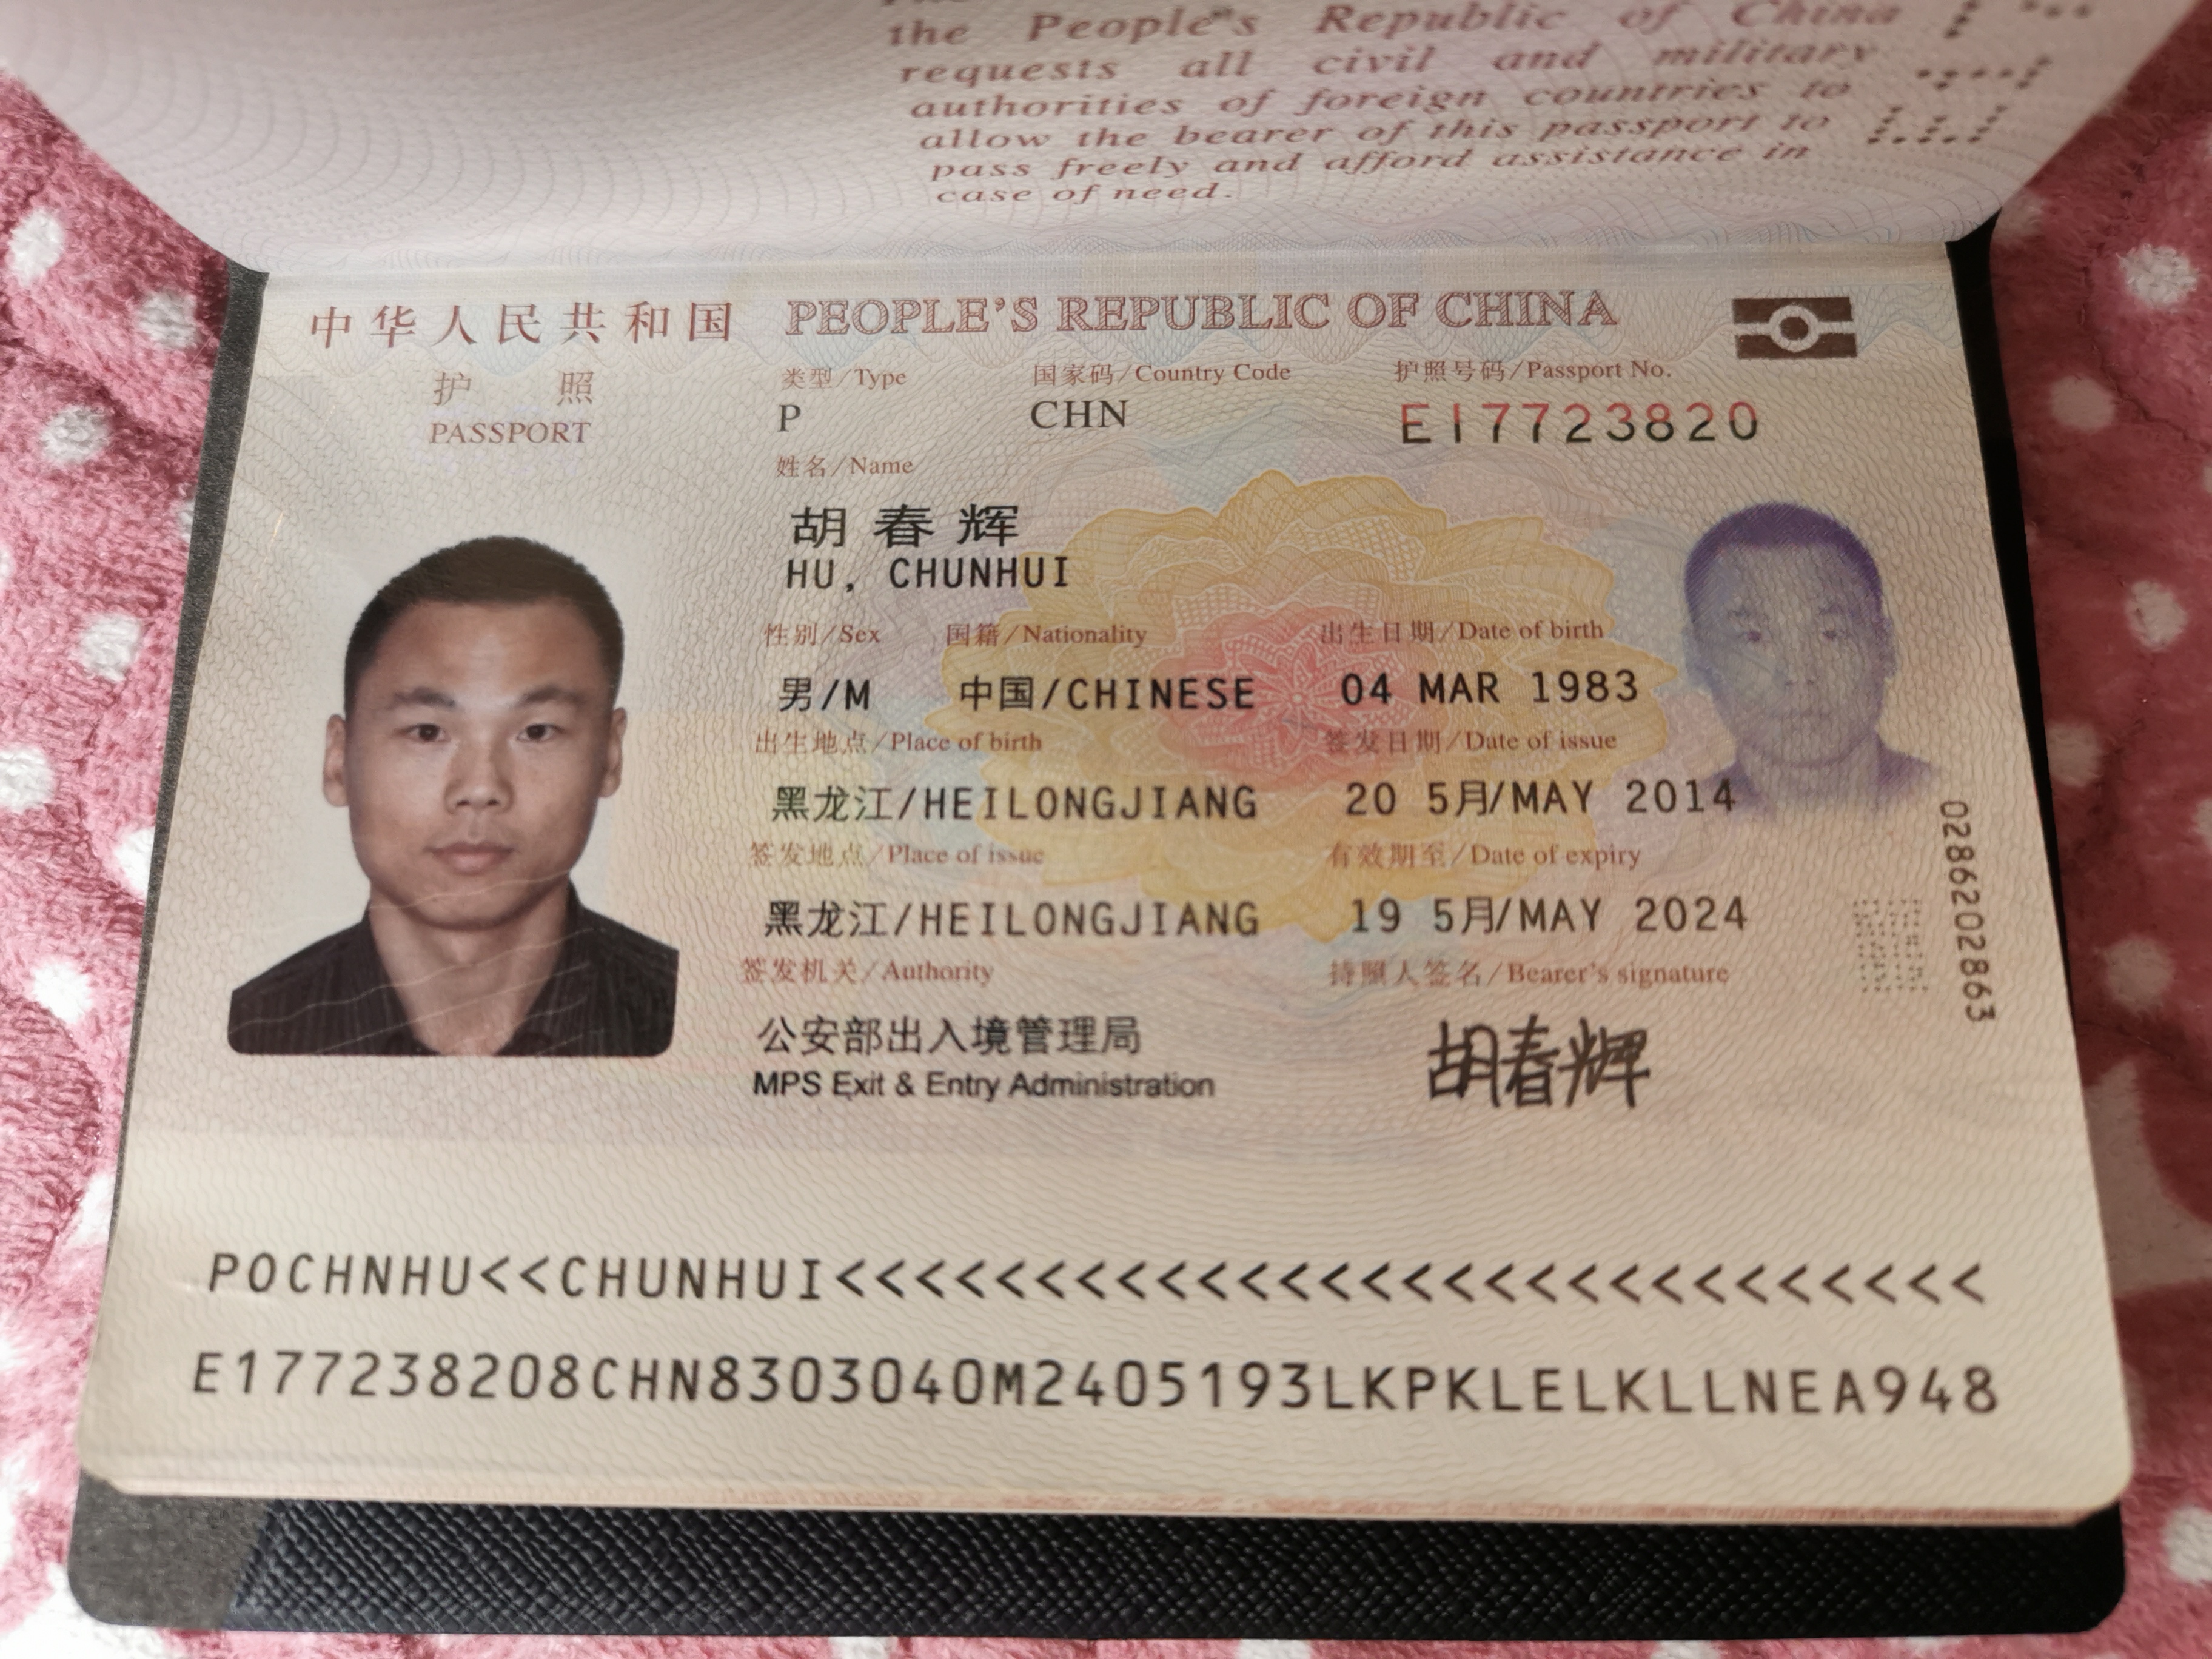 the People's Republic of China
requests all civil and military
authorities of foreign countries to
allow the bearer of this passport to
pass freely and afford assistance in
case of need.
中华人民共和国 PEOPLE'S REPUBLIC OF CHINA
护照
PASSPORT
类型/Type 国家码/Country Code 护照号码/Passport No.
P CHN E17723820
姓名/Name
胡春辉
HU, CHUNHUI
性别/Sex 国籍/Nationality 出生日期/Date of birth
男/M 中国/CHINESE 04 MAR 1983
出生地点/Place of birth 签发日期/Date of issue
黑龙江/HEILONGJIANG 20 5月/MAY 2014
签发地点/Place of issue 有效期至/Date of expiry
黑龙江/HEILONGJIANG 19 5月/MAY 2024
签发机关/Authority 持照人签名/Bearer's signature
公安部出入境管理局
MPS Exit & Entry Administration
胡春辉
0286202863
POCHNHU<<CHUNHUI<<<<<<<<<<<<<<<<<<<<<<<<<<<<
E177238208CHN8303040M2405193LKPKLELKLLNEA948